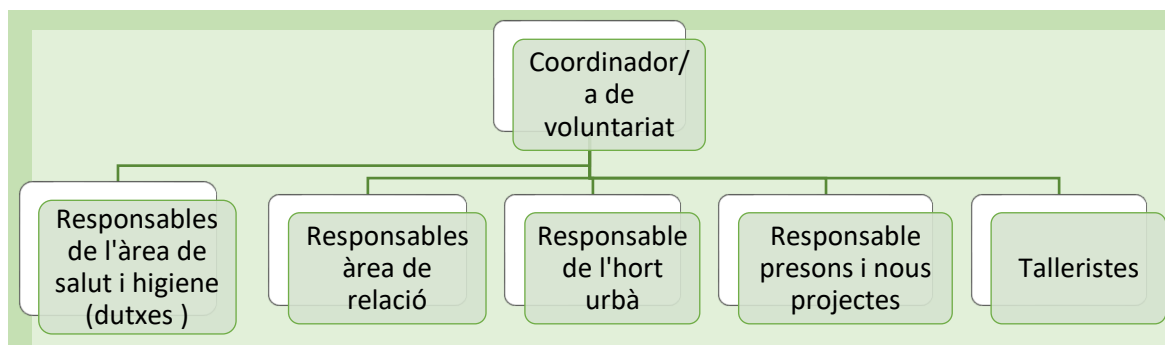 Coordinador/
a de
voluntariat
Responsables
de l'àrea de
salut i higiene
(dutxes )
Responsables
àrea de
relació
Responsable
de l'hort
urbà
Responsable
presons i nous
projectes
Talleristes